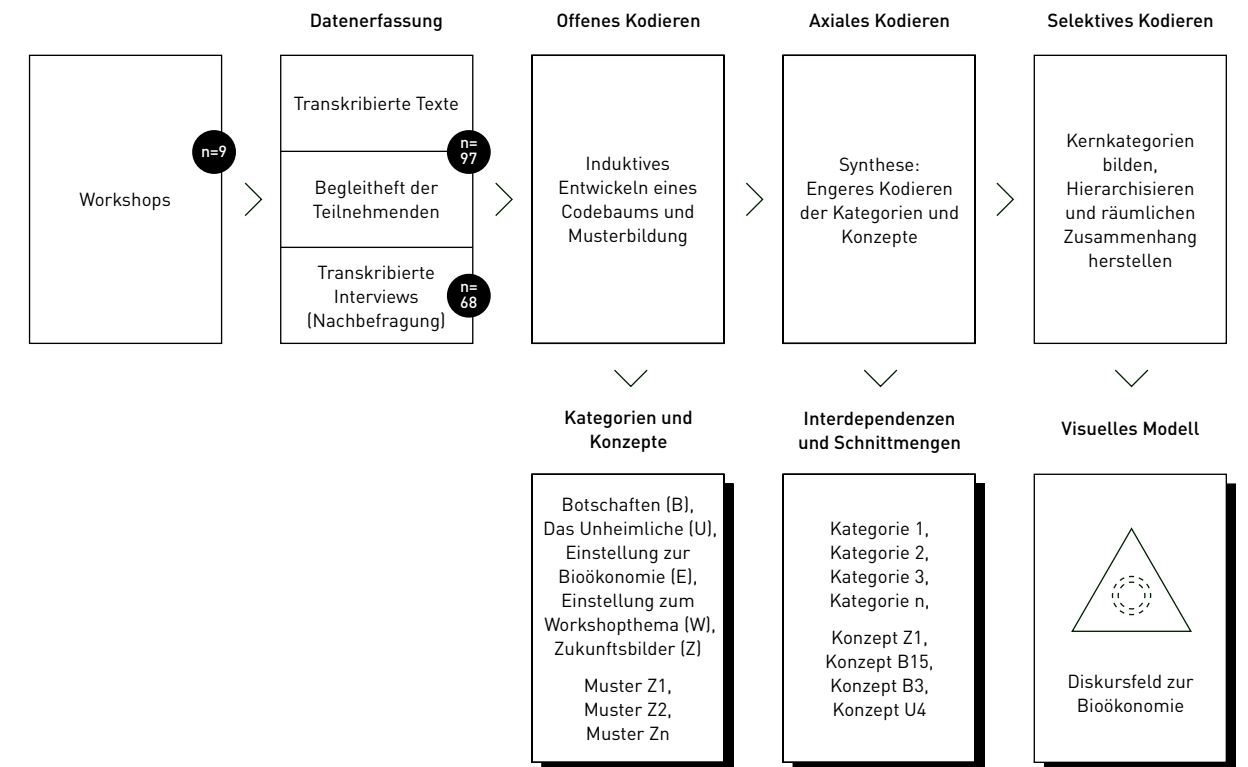 Datenerfassung
Offenes Kodieren
Axiales Kodieren
Selektives Kodieren
Workshops
n=9
Transkribierte Texte
n=
97
Begleitheft der
Teilnehmenden
Transkribierte
Interviews
(Nachbefragung)
n=
68
Induktives
Entwickeln eines
Codebaums und
Musterbildung
Synthese:
Engeres Kodieren
der Kategorien und
Konzepte
Kernkategorien
bilden,
Hierarchisieren
und räumlichen
Zusammenhang
herstellen
Kategorien und
Konzepte
Botschaften (B),
Das Unheimliche (U),
Einstellung zur
Bioökonomie (E),
Einstellung zum
Workshopthema (W),
Zukunftsbilder (Z)
Muster Z1,
Muster Z2,
Muster Zn
Interdependenzen
und Schnittmengen
Kategorie 1,
Kategorie 2,
Kategorie 3,
Kategorie n,
Konzept Z1,
Konzept B15,
Konzept B3,
Konzept U4
Visuelles Modell
Diskursfeld zur
Bioökonomie